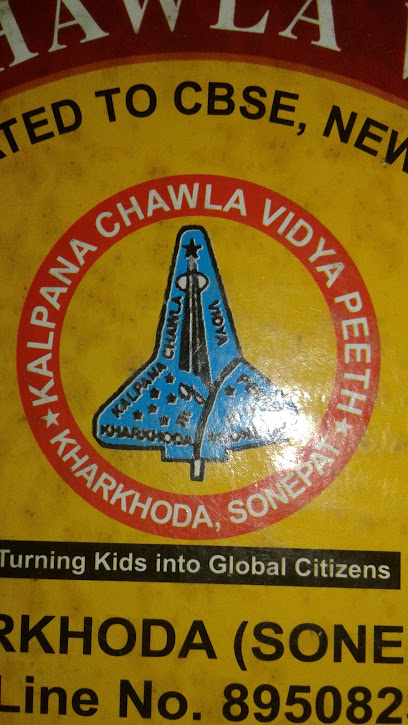 HAWLA V
ATED TO CBSE, NEW
KALPANA CHAWLA VIDYA PEETH
KALPANA CHAWLA
VIDYA
KHARKHODA
★ KHARKHODA, SONEPAT ★
Turning Kids into Global Citizens
RKHODA (SONE
Line No. 895082